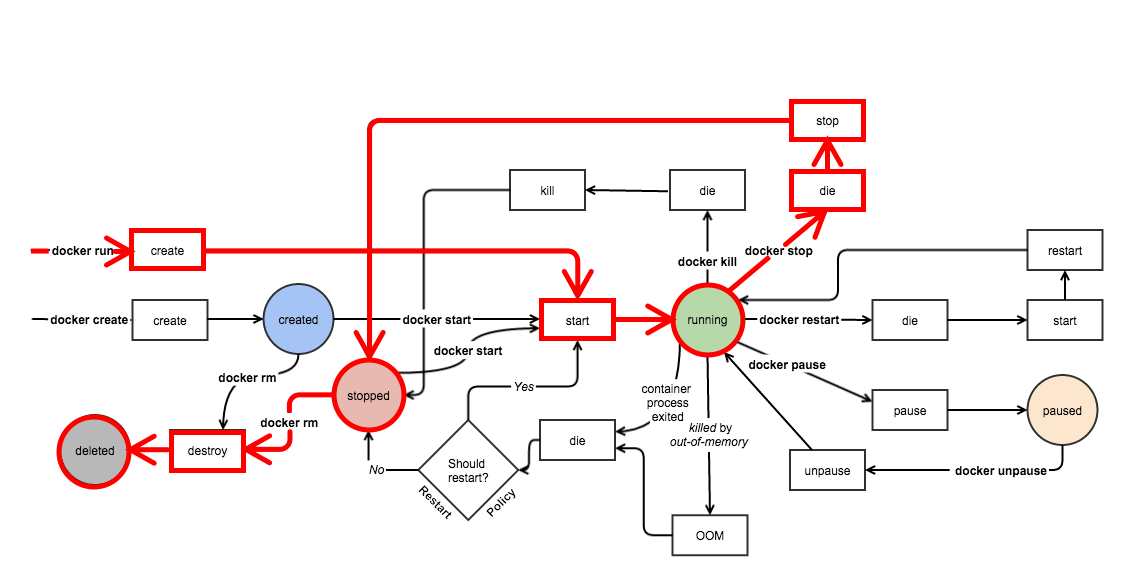 stop
kill
die
die
docker run
create
docker stop
restart
docker kill
docker create
create
created
docker start
start
running
docker restart
die
start
docker start
docker pause
docker rm
stopped
Yes
container
process
exited
pause
paused
docker rm
killed by
out-of-memory
deleted
destroy
die
No
Should
restart?
unpause
docker unpause
Restart
Policy
OOM